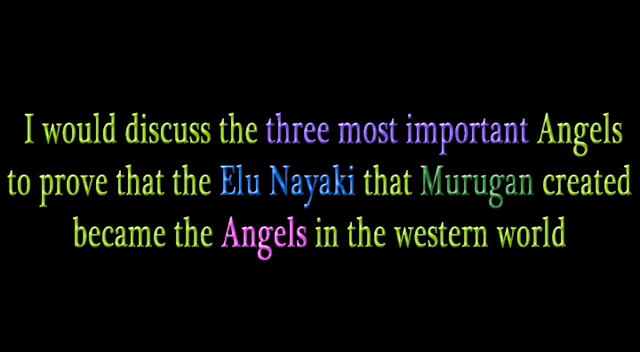 I would discuss the three most important Angels
to prove that the Elu Nayaki that Murugan created
became the Angels in the western world